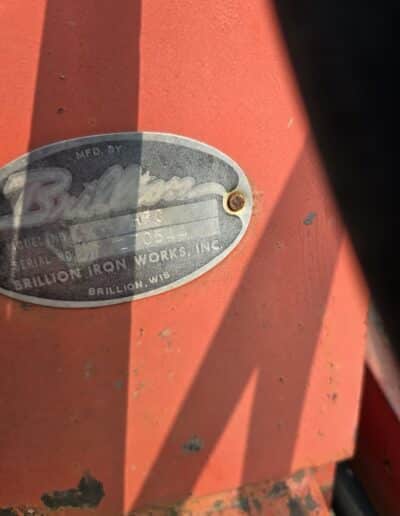 MFD. BY
Brillion
MODEL NO.
SERIAL NO.
BRILLION IRON WORKS, INC.
BRILLION, WIS